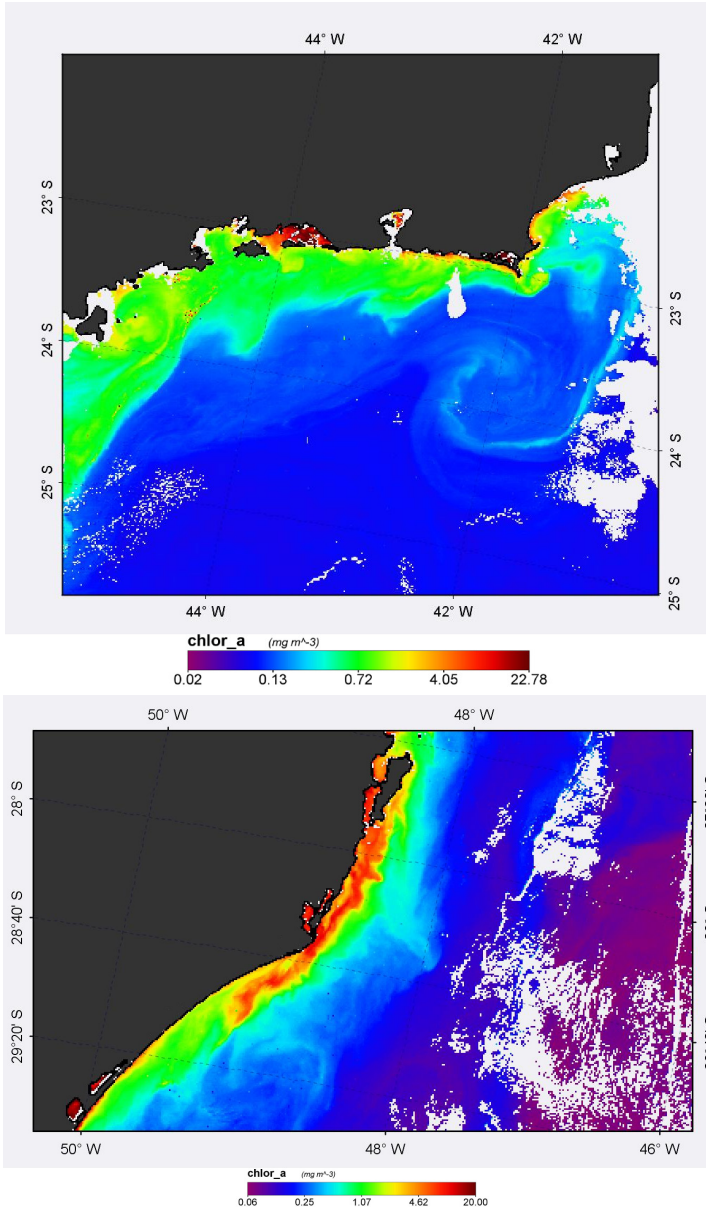 44° W 42° W
23° S
24° S
25° S
23° S
24° S
25° S
44° W 42° W
chlor_a (mg m^-3)
0.02 0.13 0.72 4.05 22.78
50° W 48° W
28° S
28°40' S
29°20' S
50° W 48° W 46° W
chlor_a (mg m^-3)
0.06 0.25 1.07 4.62 20.00